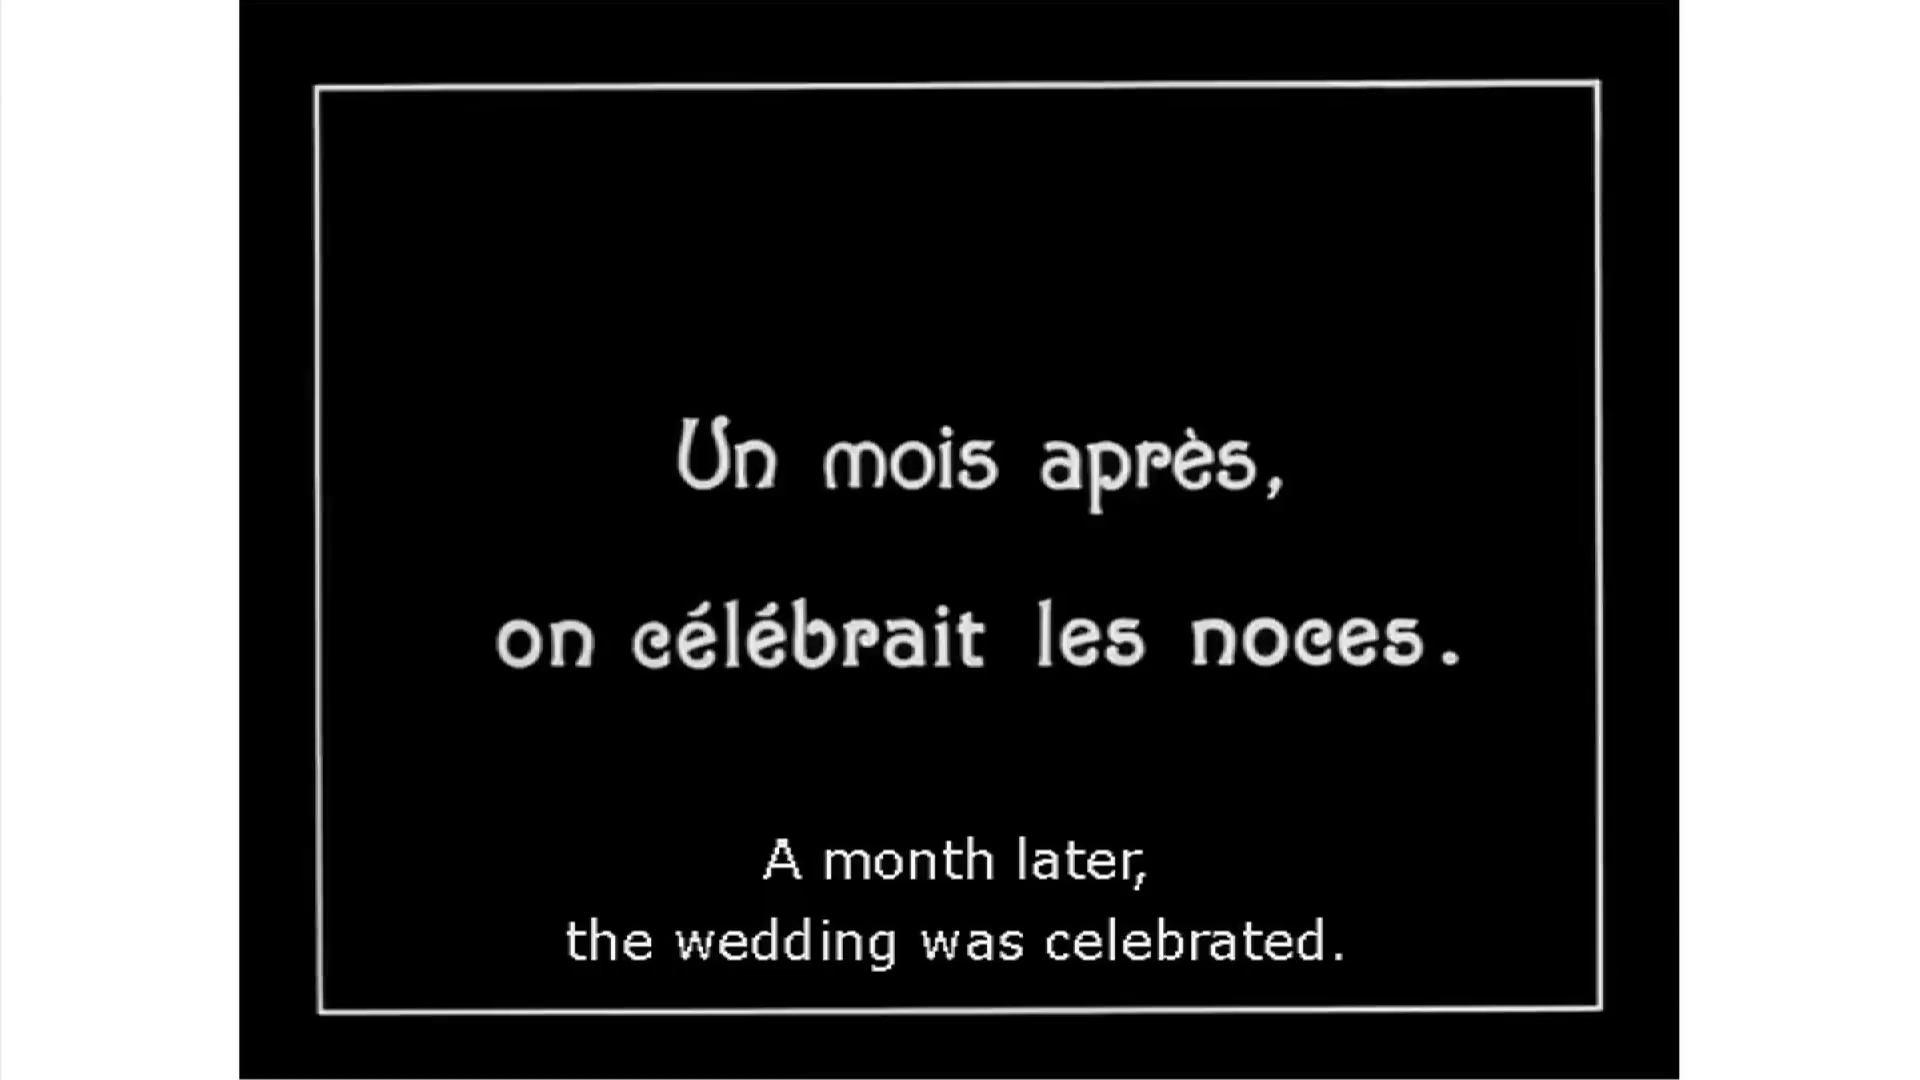 Un mois après,
on célébrait les noces.
A month later,
the wedding was celebrated.